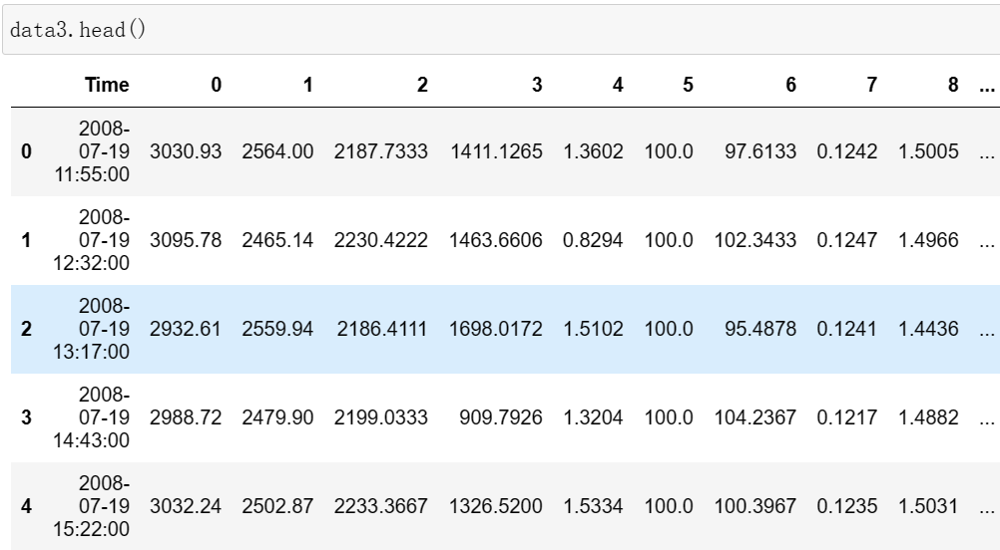 data3.head()
Time 0 1 2 3 4 5 6 7 8 ...
0 2008-07-19 11:55:00 3030.93 2564.00 2187.7333 1411.1265 1.3602 100.0 97.6133 0.1242 1.5005 ...
1 2008-07-19 12:32:00 3095.78 2465.14 2230.4222 1463.6606 0.8294 100.0 102.3433 0.1247 1.4966 ...
2 2008-07-19 13:17:00 2932.61 2559.94 2186.4111 1698.0172 1.5102 100.0 95.4878 0.1241 1.4436 ...
3 2008-07-19 14:43:00 2988.72 2479.90 2199.0333 909.7926 1.3204 100.0 104.2367 0.1217 1.4882 ...
4 2008-07-19 15:22:00 3032.24 2502.87 2233.3667 1326.5200 1.5334 100.0 100.3967 0.1235 1.5031 ...